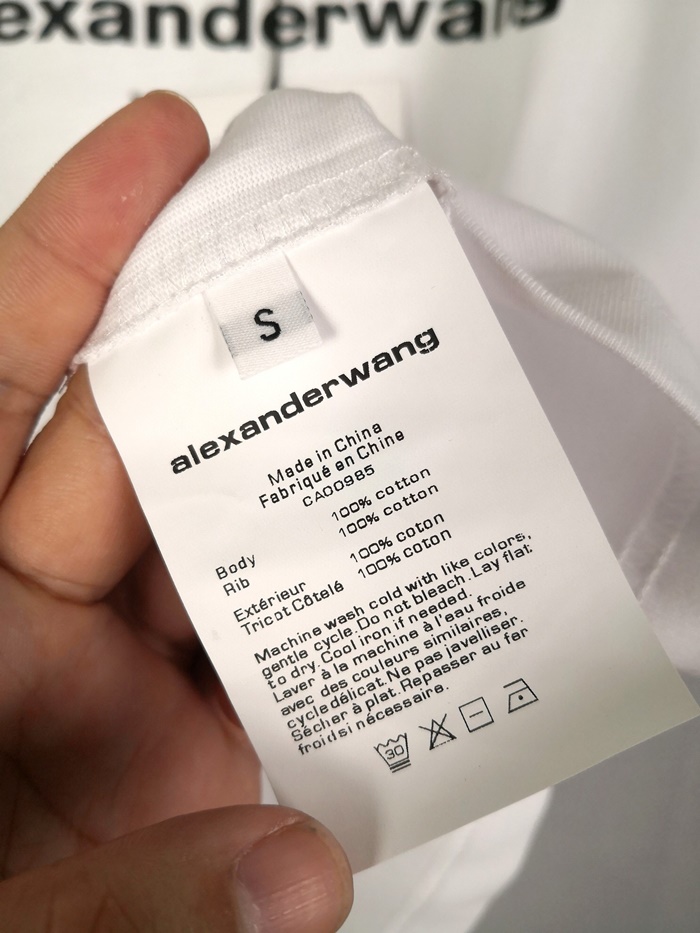 exanderwang
S
alexanderwang
Made in China
Fabriqué en Chine
CA00985
100% cotton
100% cotton
Body
Rib
100% coton
100% coton
Extérieur
Tricot Côtelé
Machine wash cold with like colors,
gentle cycle. Do not bleach. Lay flat
to dry. Cool iron if needed.
Laver à la machine à l'eau froide
avec des couleurs similaires,
cycle délicat. Ne pas javelliser.
Sécher à plat. Repasser au fer
froid si nécessaire.
30